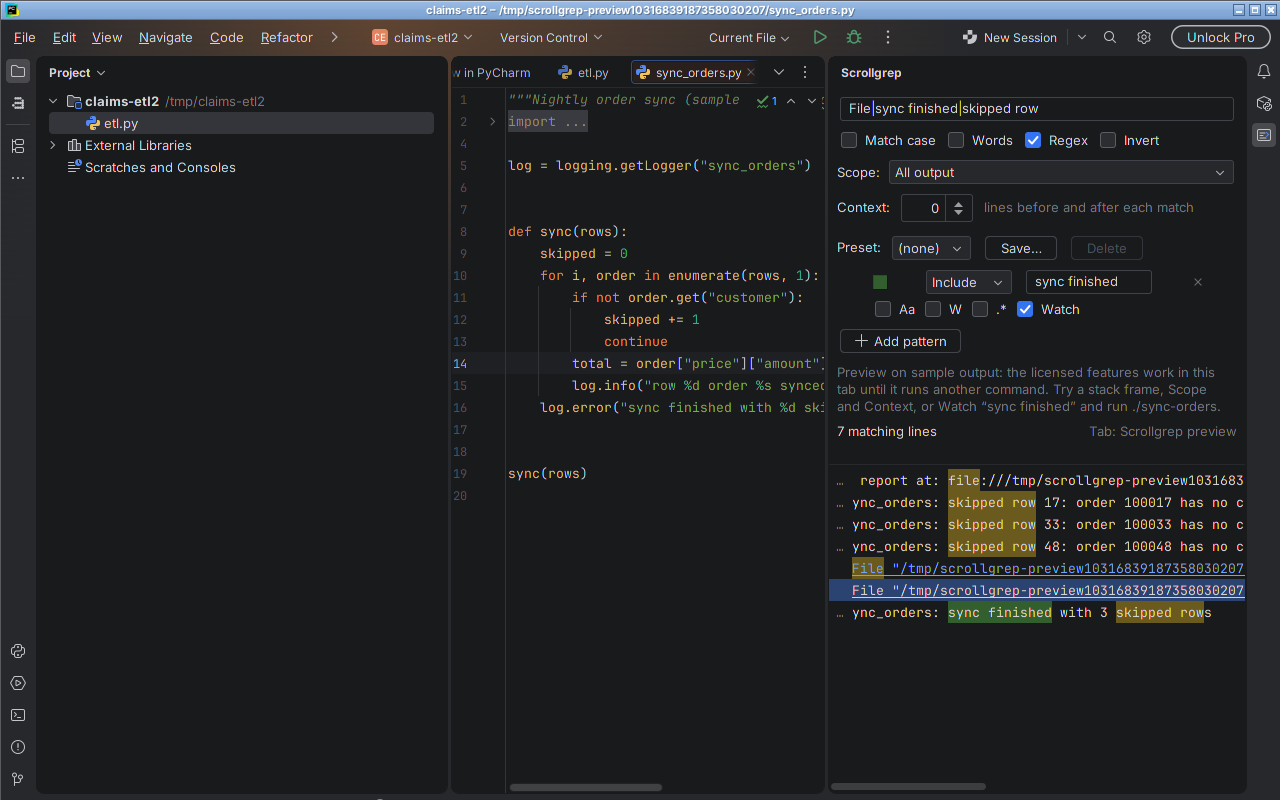 claims-etl2 – /tmp/scrollgrep-preview10316839187358030207/sync_orders.py
File Edit View Navigate Code Refactor CE claims-etl2 Version Control Current File New Session Unlock Pro
Project
claims-etl2 /tmp/claims-etl2
etl.py
External Libraries
Scratches and Consoles
w in PyCharm etl.py sync_orders.py
1 """Nightly order sync (sample 1
2 import ...
4
5 log = logging.getLogger("sync_orders")
6
7
8 def sync(rows):
9 skipped = 0
10 for i, order in enumerate(rows, 1):
11 if not order.get("customer"):
12 skipped += 1
13 continue
14 total = order["price"]["amount"]
15 log.info("row %d order %s synced
16 log.error("sync finished with %d ski
17
18
19 sync(rows)
20
Scrollgrep
File|sync finished|skipped row
Match case Words Regex Invert
Scope: All output
Context: 0 lines before and after each match
Preset: (none) Save... Delete
Include sync finished
Aa W .* Watch
Add pattern
Preview on sample output: the licensed features work in this
tab until it runs another command. Try a stack frame, Scope
and Context, or Watch “sync finished” and run ./sync-orders.
7 matching lines Tab: Scrollgrep preview
… report at: file:///tmp/scrollgrep-preview1031683
… ync_orders: skipped row 17: order 100017 has no c
… ync_orders: skipped row 33: order 100033 has no c
… ync_orders: skipped row 48: order 100048 has no c
File "/tmp/scrollgrep-preview10316839187358030207
File "/tmp/scrollgrep-preview10316839187358030207
… ync_orders: sync finished with 3 skipped rows